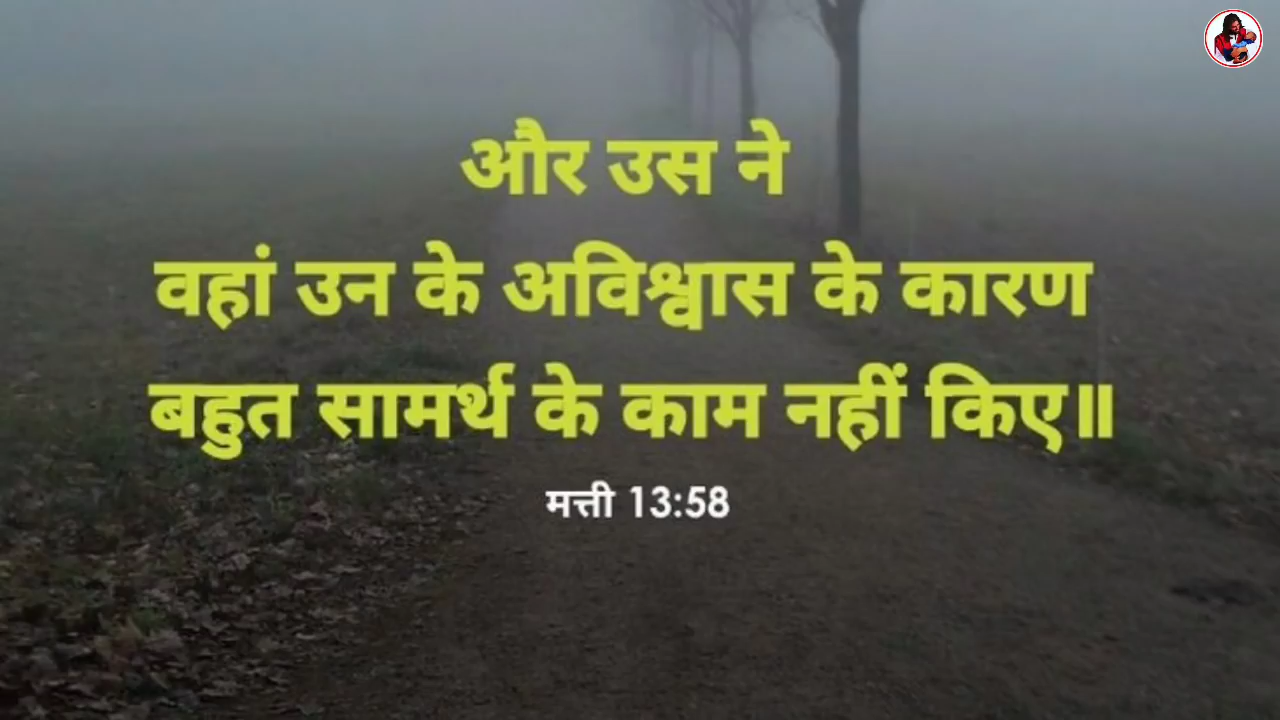 और उस ने
वहां उन के अविश्वास के कारण
बहुत सामर्थ के काम नहीं किए॥
मत्ती 13:58